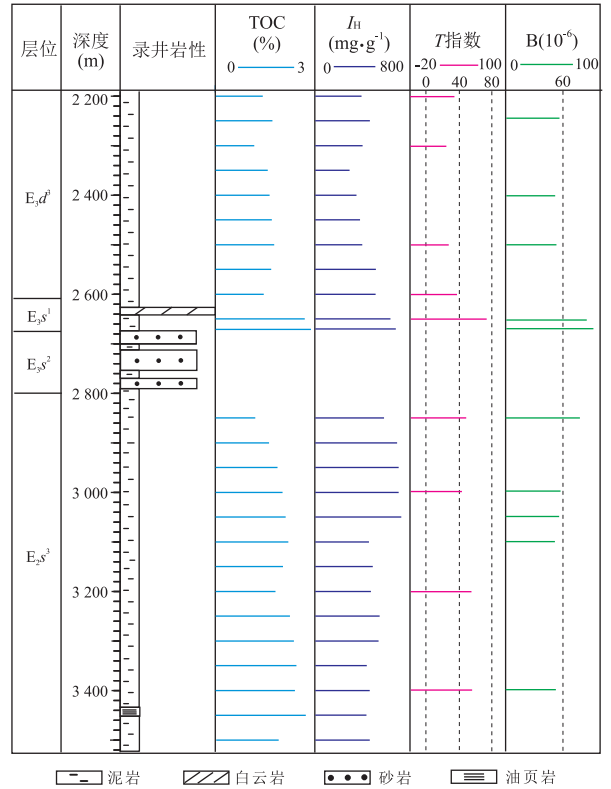 层位 深度(m) 录井岩性 TOC(%) 0 3 I_H(mg·g⁻¹) 0 800 T指数 -20 100 0 40 80 B(10⁻⁶) 0 100 60
2 200
E₃d³ 2 400
2 600
E₃s¹
E₃s²
2 800
3 000
E₂s³
3 200
3 400
泥岩 白云岩 砂岩 油页岩